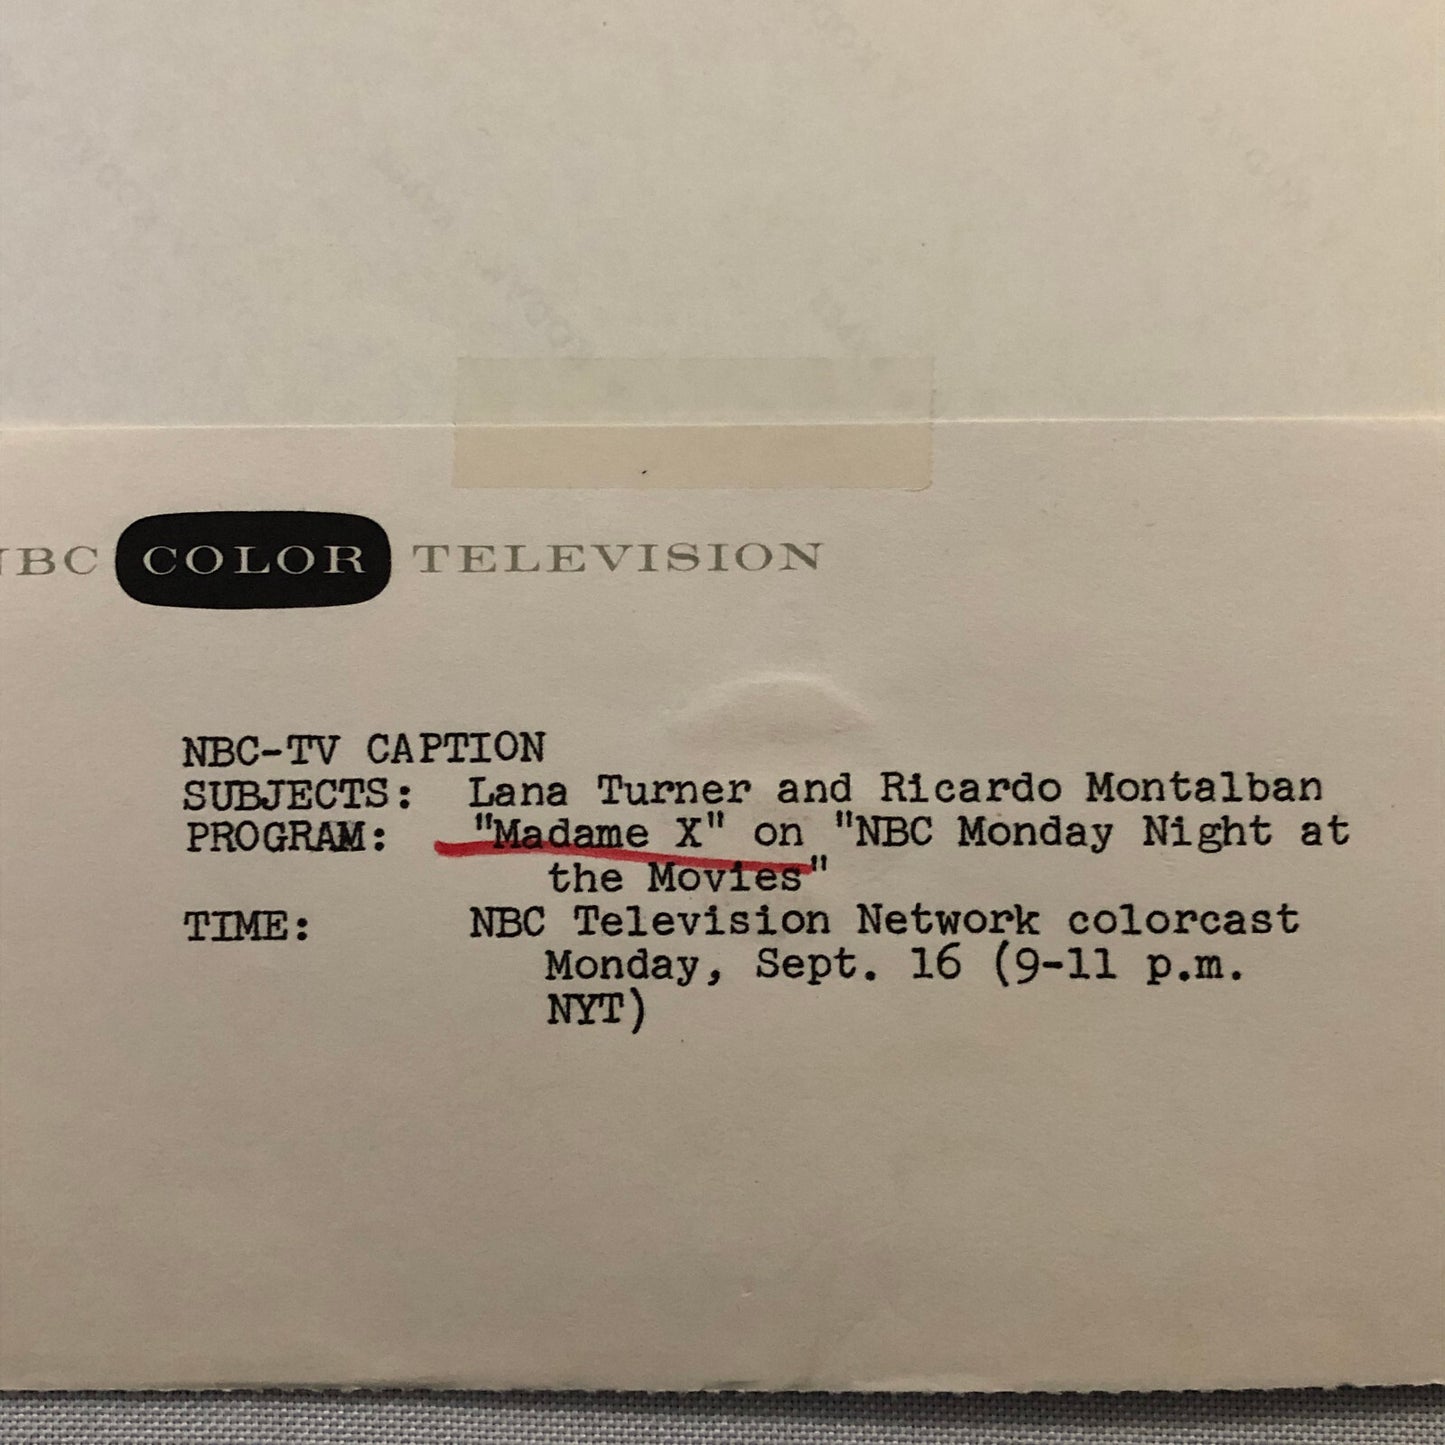 NBC COLOR TELEVISION
NBC-TV CAPTION
SUBJECTS: Lana Turner and Ricardo Montalban
PROGRAM: "Madame X" on "NBC Monday Night at
the Movies"
TIME: NBC Television Network colorcast
Monday, Sept. 16 (9-11 p.m.
NYT)